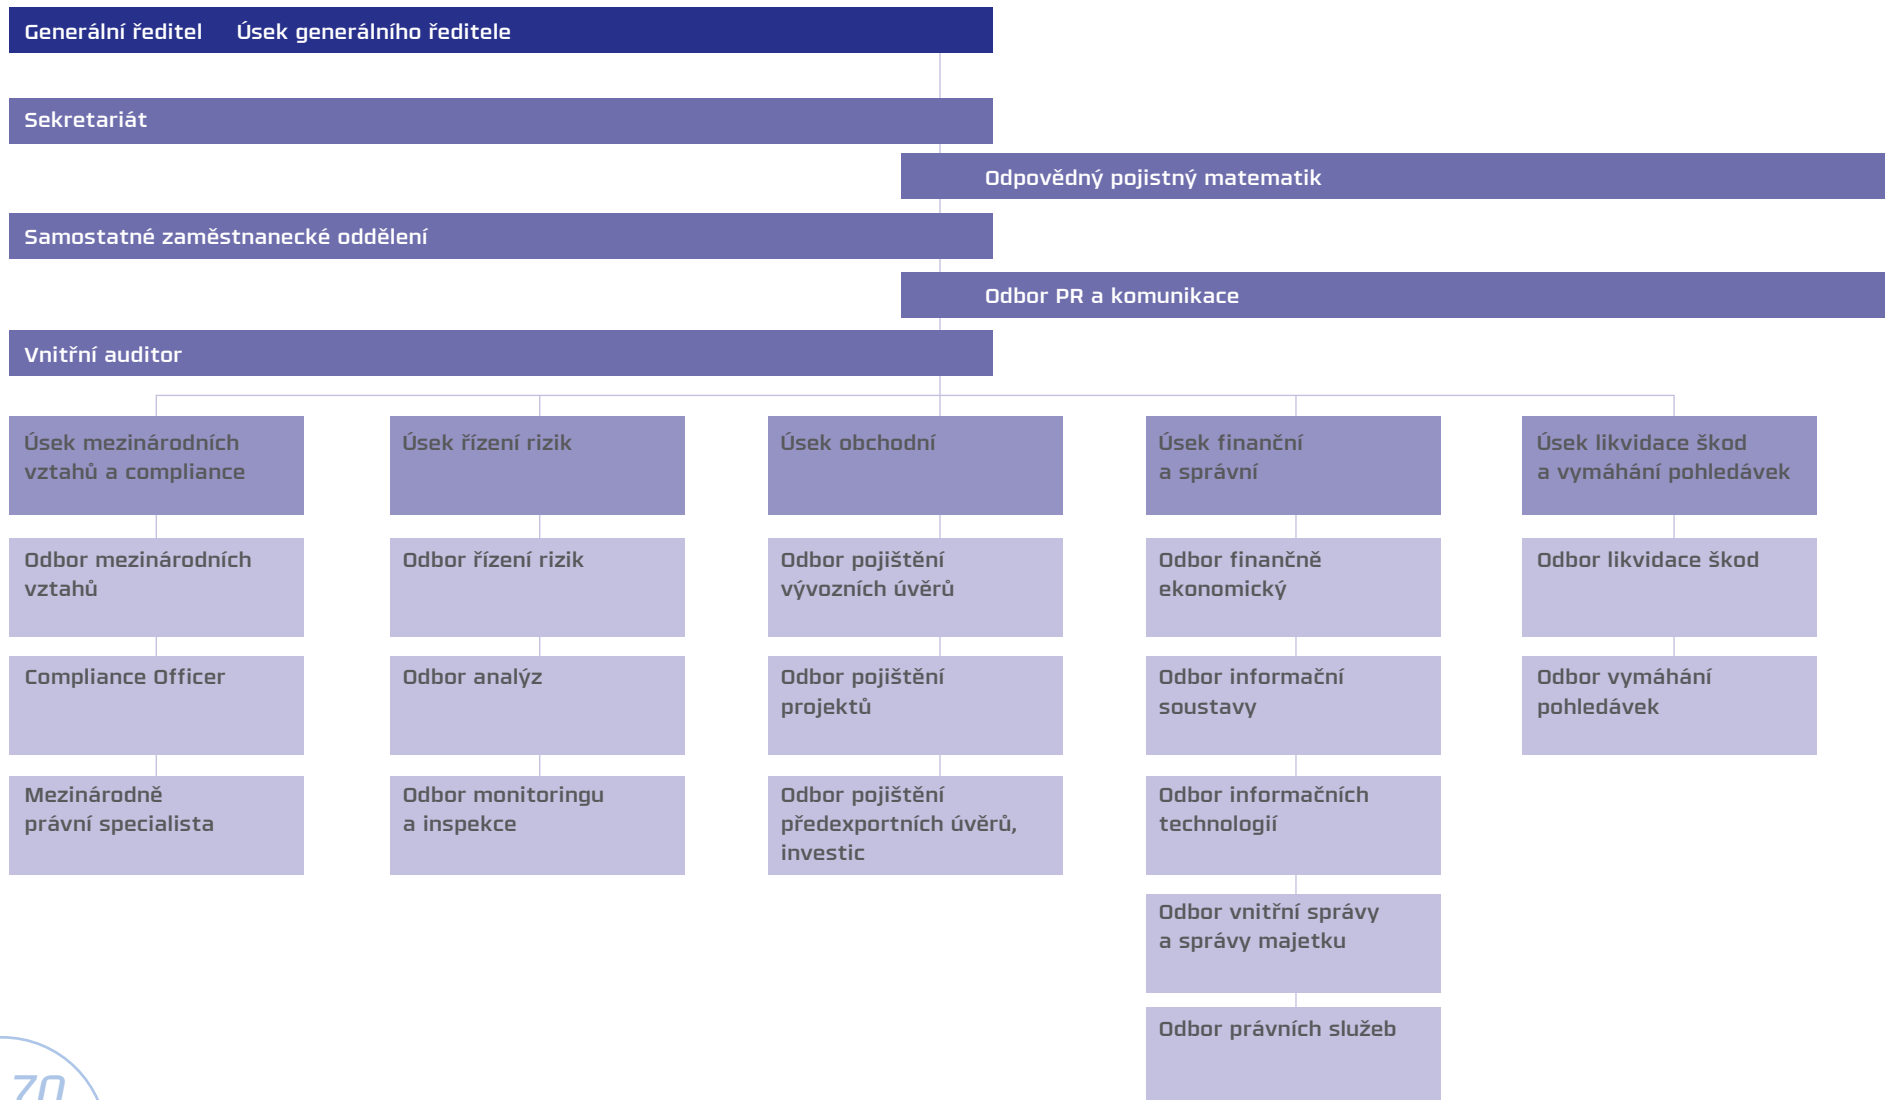 Generální ředitel Úsek generálního ředitele
Sekretariát
Odpovědný pojistný matematik
Samostatné zaměstnanecké oddělení
Odbor PR a komunikace
Vnitřní auditor
Úsek mezinárodních
vztahů a compliance
Odbor mezinárodních
vztahů
Compliance Officer
Mezinárodně
právní specialista
Úsek řízení rizik
Odbor řízení rizik
Odbor analýz
Odbor monitoringu
a inspekce
Úsek obchodní
Odbor pojištění
vývozních úvěrů
Odbor pojištění
projektů
Odbor pojištění
předexportních úvěrů,
investic
Úsek finanční
a správní
Odbor finančně
ekonomický
Odbor informační
soustavy
Odbor informačních
technologií
Odbor vnitřní správy
a správy majetku
Odbor právních služeb
Úsek likvidace škod
a vymáhání pohledávek
Odbor likvidace škod
Odbor vymáhání
pohledávek
70